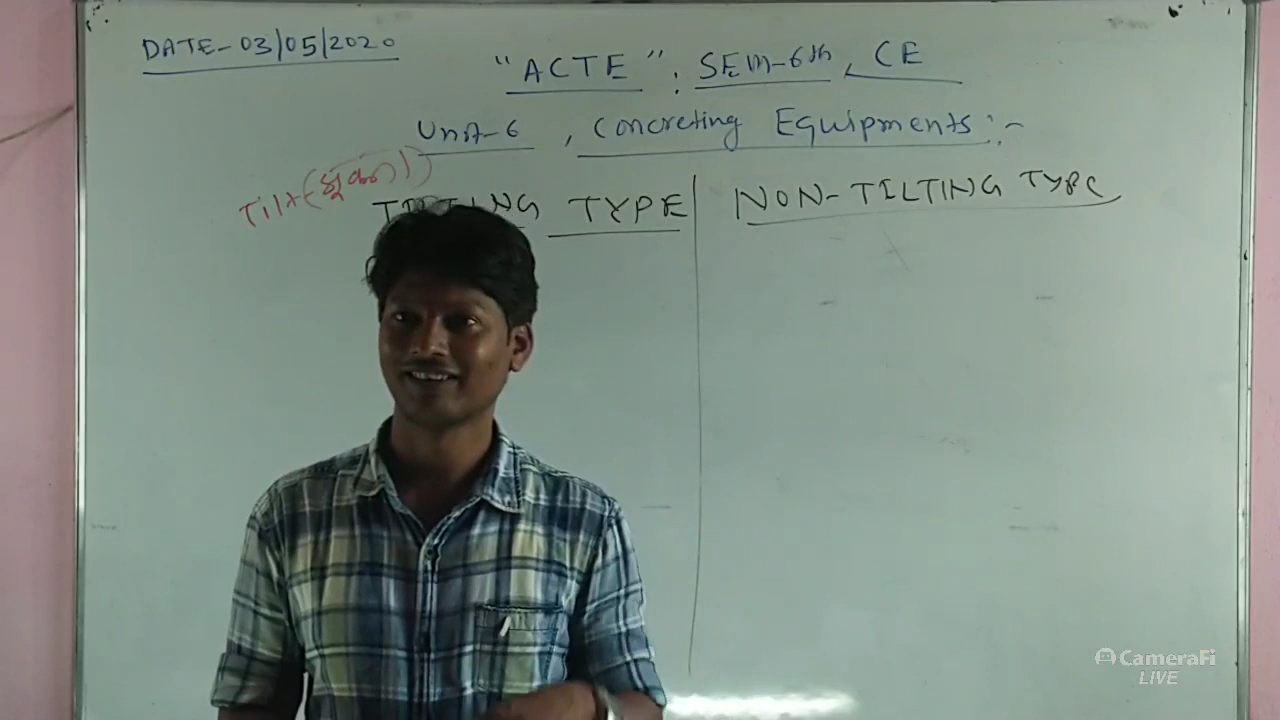 DATE-03/05/2020
"ACTE". SEM-6th, CE
Unit-6, Concreting Equipments:-
Tilt-
TILTING TYPE NON-TILTING TYPE
CameraFi
LIVE